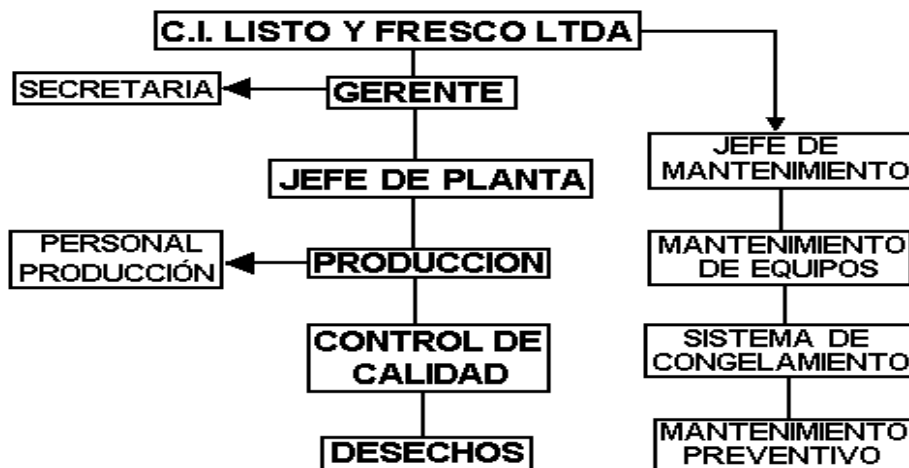 C.I. LISTO Y FRESCO LTDA
SECRETARIA
GERENTE
JEFE DE PLANTA
PERSONAL
PRODUCCIÓN
PRODUCCION
CONTROL DE
CALIDAD
DESECHOS
JEFE DE
MANTENIMIENTO
MANTENIMIENTO
DE EQUIPOS
SISTEMA DE
CONGELAMIENTO
MANTENIMIENTO
PREVENTIVO